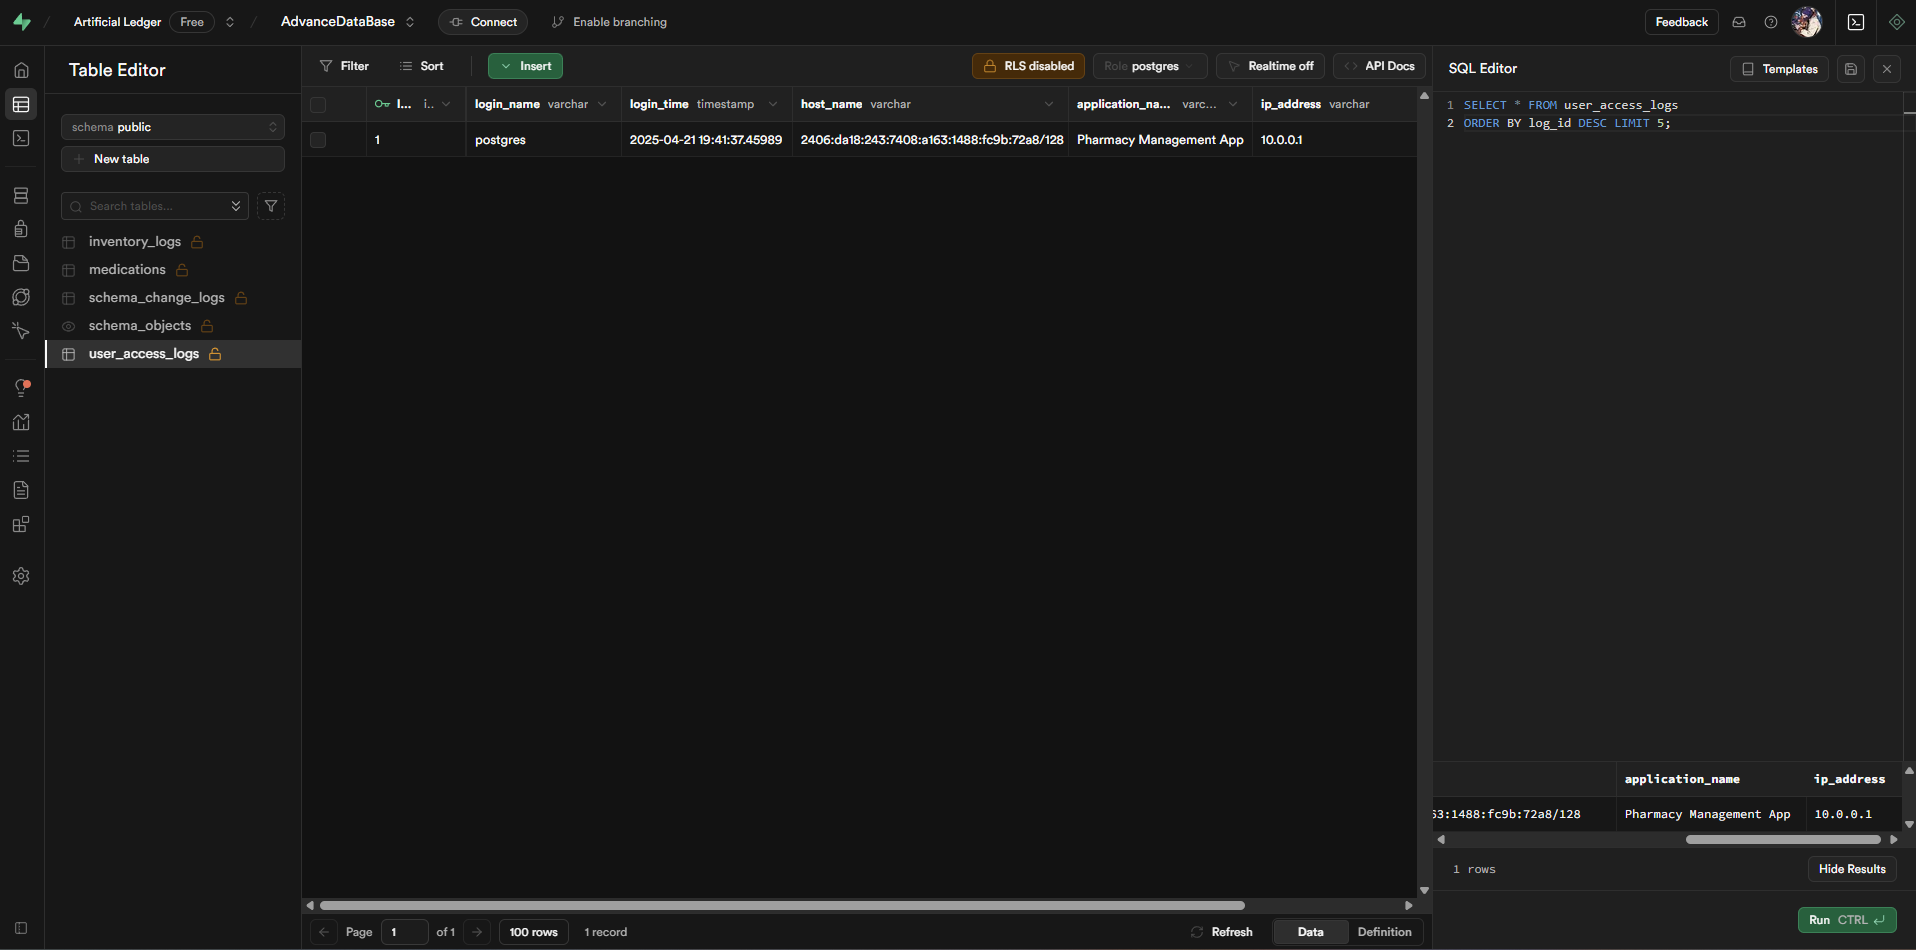 Artificial Ledger Free AdvanceDataBase Connect Enable branching Feedback
Table Editor
schema public
New table
Search tables...
inventory_logs
medications
schema_change_logs
schema_objects
user_access_logs
Filter Sort Insert RLS disabled Role postgres Realtime off API Docs
l... i.. login_name varchar login_time timestamp host_name varchar application_na... varc... ip_address varchar
1 postgres 2025-04-21 19:41:37.45989 2406:da18:243:7408:a163:1488:fc9b:72a8/128 Pharmacy Management App 10.0.0.1
Page 1 of 1 100 rows 1 record Refresh Data Definition
SQL Editor Templates
1 SELECT * FROM user_access_logs
2 ORDER BY log_id DESC LIMIT 5;
application_name ip_address
63:1488:fc9b:72a8/128 Pharmacy Management App 10.0.0.1
1 rows Hide Results
Run CTRL